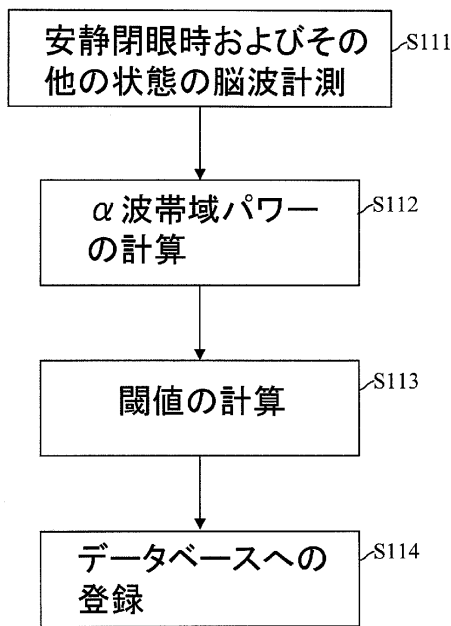 安静閉眼時およびその
他の状態の脳波計測
S111
α波帯域パワー
の計算
S112
閾値の計算
S113
データベースへの
登録
S114